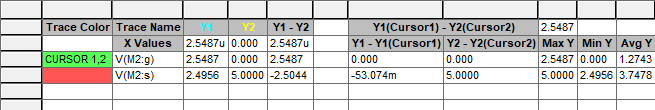 Trace Color Trace Name Y1 Y2 Y1 - Y2 Y1(Cursor1) - Y2(Cursor2) 2.5487
X Values 2.5487u 0.000 2.5487u Y1 - Y1(Cursor1) Y2 - Y2(Cursor2) Max Y Min Y Avg Y
CURSOR 1,2 V(M2:g) 2.5487 0.000 2.5487 0.000 0.000 2.5487 0.000 1.2743
V(M2:s) 2.4956 5.0000 -2.5044 -53.074m 5.0000 5.0000 2.4956 3.7478